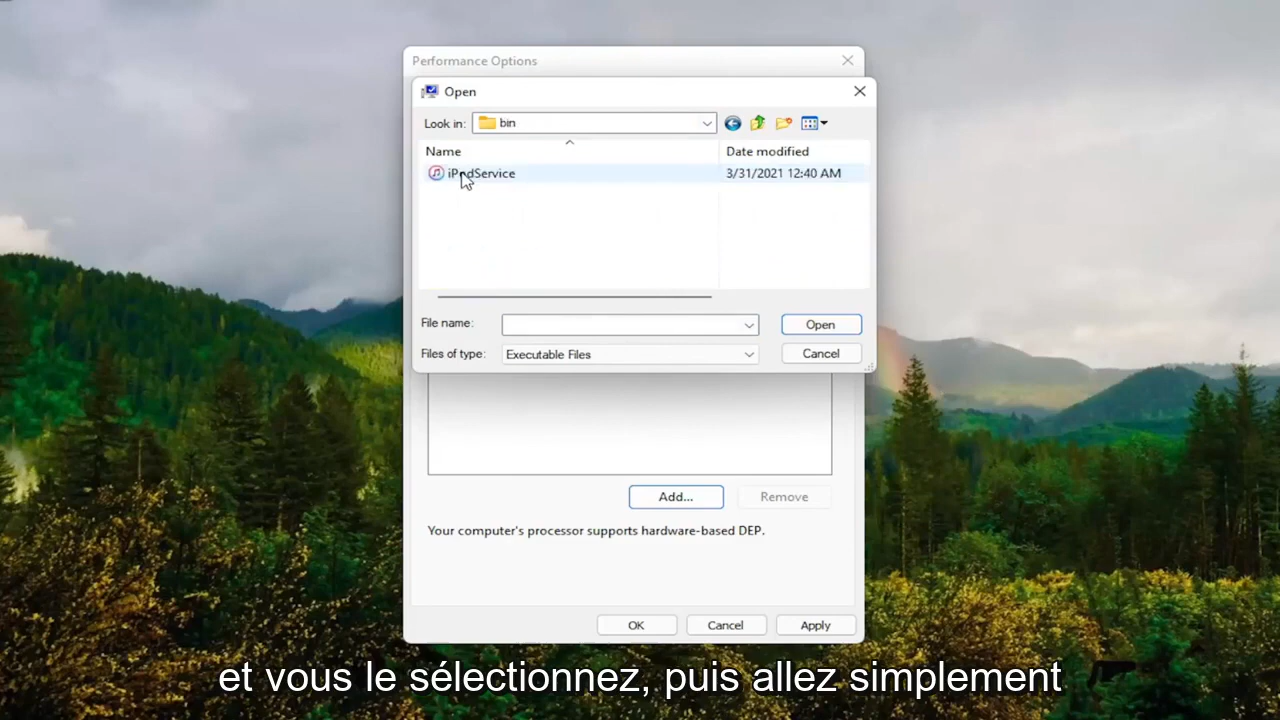 Performance Options
Open
Look in: bin
Name Date modified
iPodService 3/31/2021 12:40 AM
File name: Open
Files of type: Executable Files Cancel
Add... Remove
Your computer's processor supports hardware-based DEP.
OK Cancel Apply
et vous le sélectionnez, puis allez simplement